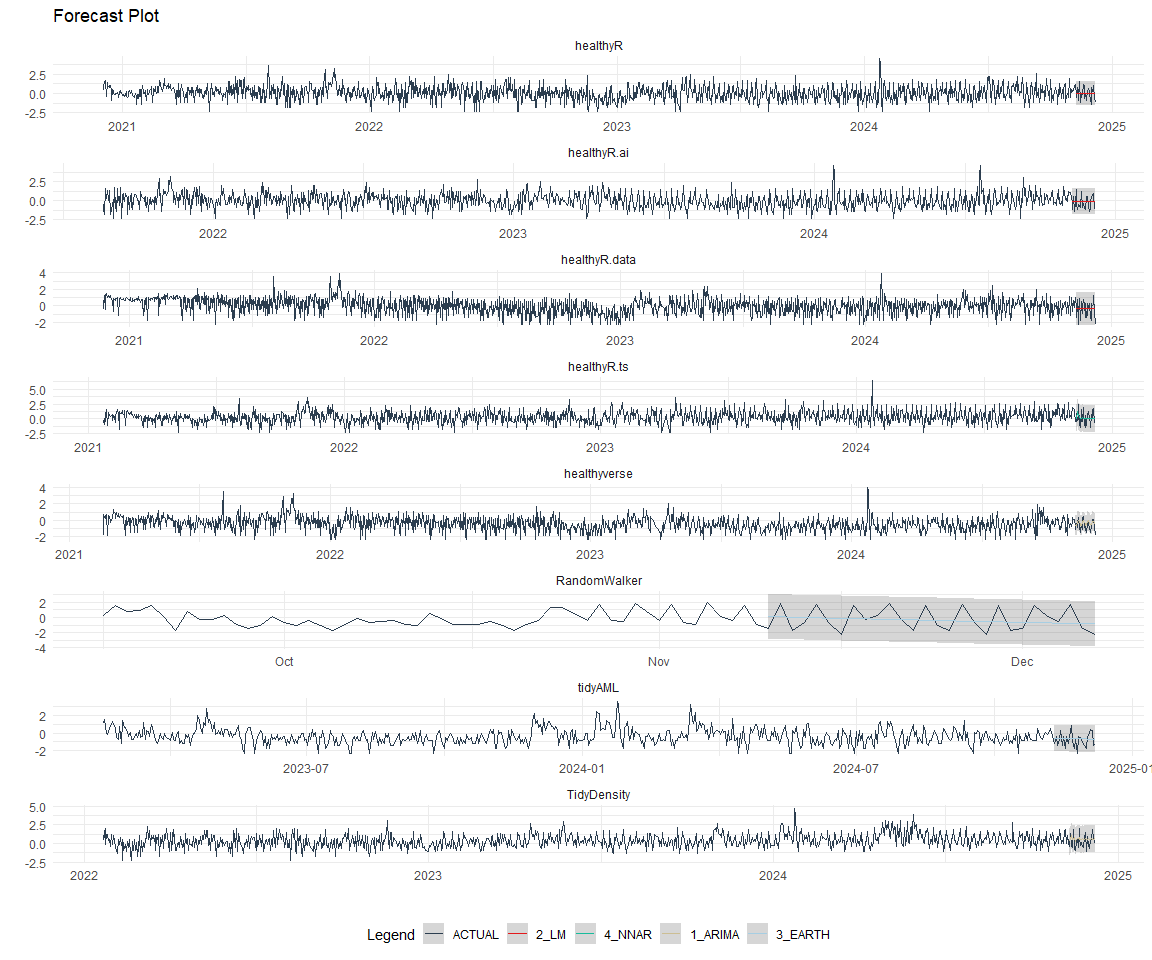 Forecast Plot
healthyR
2.5
0.0
-2.5
2021 2022 2023 2024 2025
healthyR.ai
2.5
0.0
-2.5
2022 2023 2024 2025
healthyR.data
4
2
0
-2
2021 2022 2023 2024 2025
healthyR.ts
5.0
2.5
0.0
-2.5
2021 2022 2023 2024 2025
healthyverse
4
2
0
-2
2021 2022 2023 2024 2025
RandomWalker
2
0
-2
-4
Oct Nov Dec
tidyAML
2
0
-2
2023-07 2024-01 2024-07 2025-01
TidyDensity
5.0
2.5
0.0
-2.5
2022 2023 2024 2025
Legend ACTUAL 2_LM 4_NNAR 1_ARIMA 3_EARTH